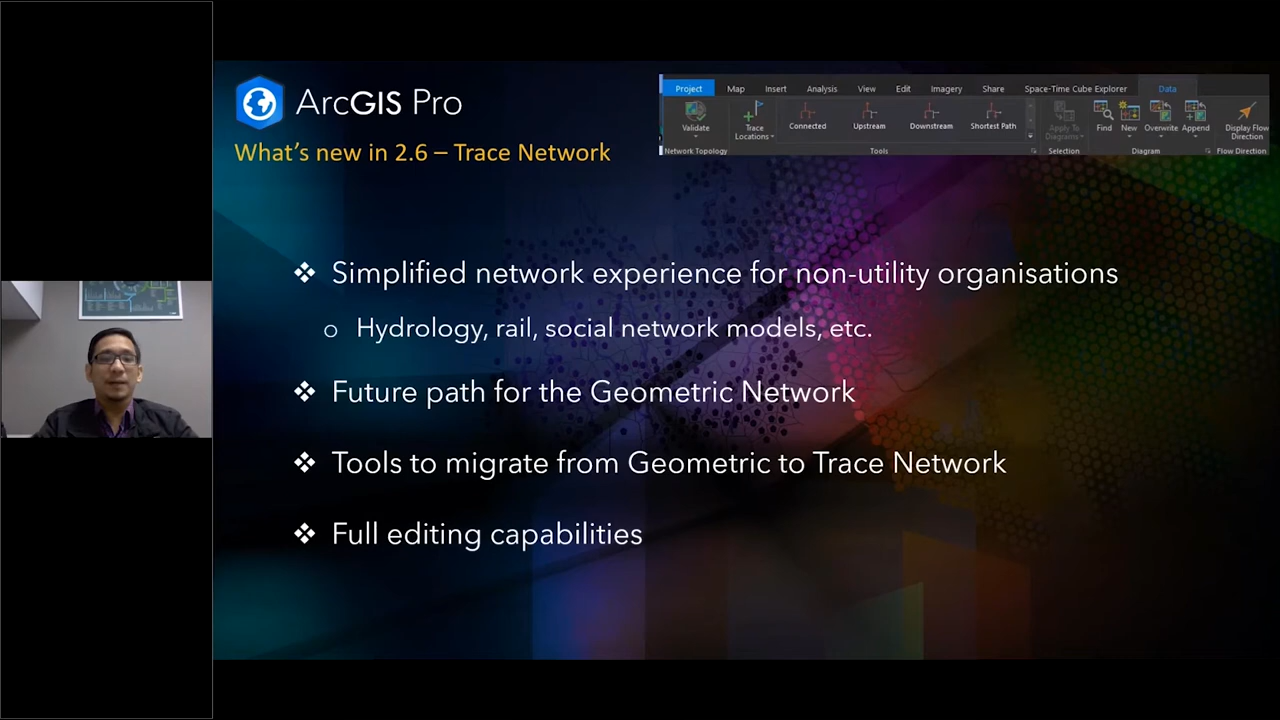 ArcGIS Pro
What's new in 2.6 – Trace Network
Project Map Insert Analysis View Edit Imagery Share Space-Time Cube Explorer Data
Validate Trace Locations Connected Upstream Downstream Shortest Path Apply To Diagrams Find New Overwrite Append Display Flow Direction
Network Topology Tools Selection Diagram Flow Direction
❖ Simplified network experience for non-utility organisations
o Hydrology, rail, social network models, etc.
❖ Future path for the Geometric Network
❖ Tools to migrate from Geometric to Trace Network
❖ Full editing capabilities